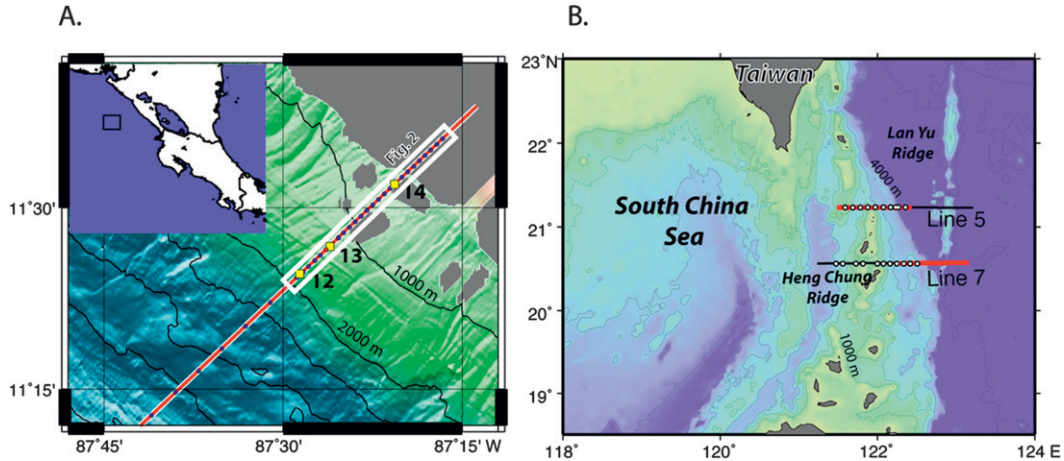 A.
Fig. 2
14
13
12
1000 m
2000 m
11°30'
11°15'
87°45'
87°30'
87°15' W
B.
23°N
22°
21°
20°
19°
118°
120°
122°
124°E
Taiwan
Lan Yu
Ridge
4000 m
South China
Sea
Line 5
Heng Chung
Ridge
Line 7
1000 m